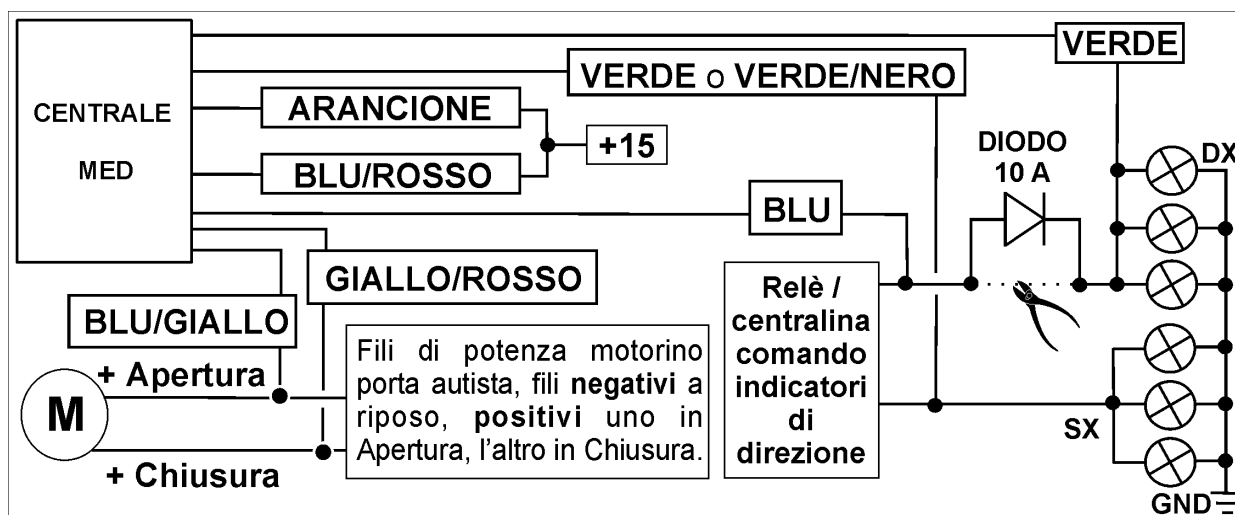 VERDE
VERDE o VERDE/NERO
CENTRALE
MED
ARANCIONE
+15
BLU/ROSSO
DIODO
10 A
DX
BLU
GIALLO/ROSSO
BLU/GIALLO
Relè /
centralina
comando
indicatori
di
direzione
+ Apertura
M
+ Chiusura
Fili di potenza motorino
porta autista, fili negativi a
riposo, positivi uno in
Apertura, l'altro in Chiusura.
SX
GND